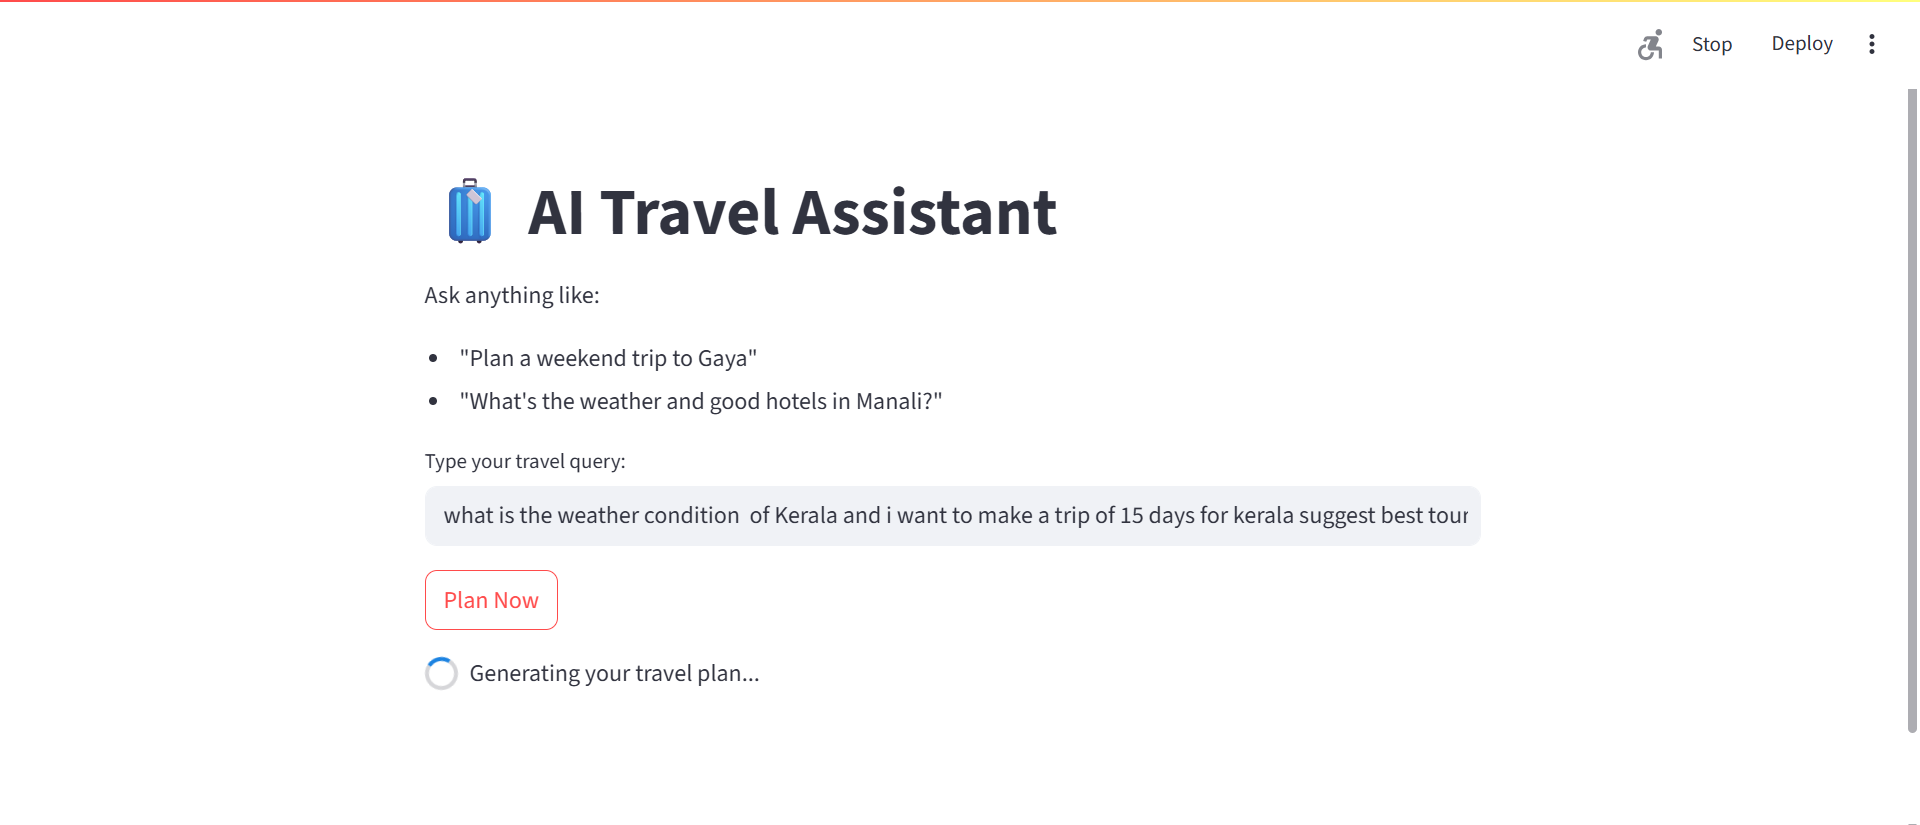 Stop Deploy
AI Travel Assistant
Ask anything like:
"Plan a weekend trip to Gaya"
"What's the weather and good hotels in Manali?"
Type your travel query:
what is the weather condition  of Kerala and i want to make a trip of 15 days for kerala suggest best tour
Plan Now
Generating your travel plan...